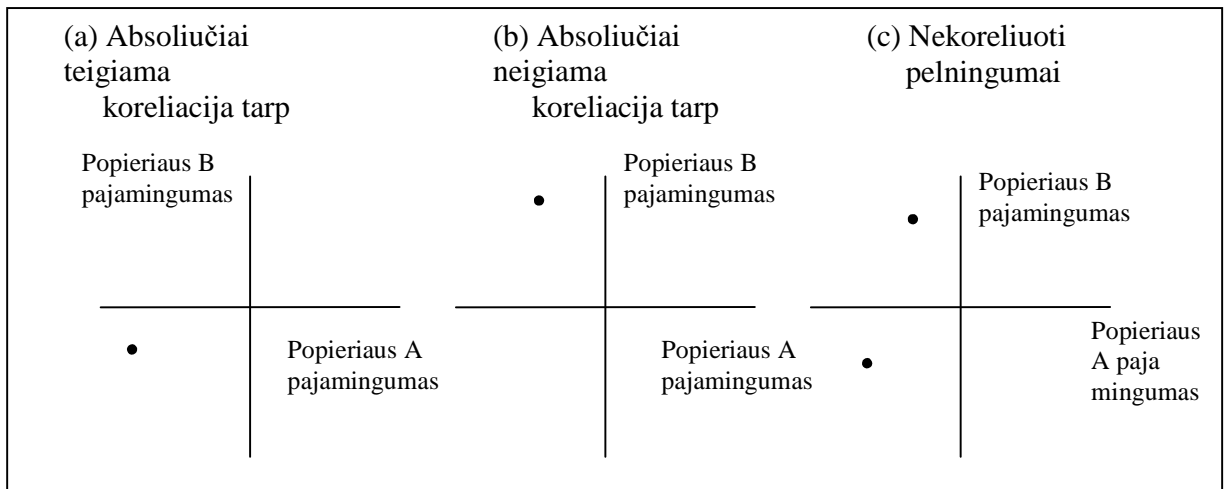 (a) Absoliučiai
teigiama
koreliacija tarp
(b) Absoliučiai
neigiama
koreliacija tarp
(c) Nekoreliuoti
pelningumai
Popieriaus B
pajamingumas
Popieriaus A
pajamingumas
Popieriaus B
pajamingumas
Popieriaus A
pajamingumas
Popieriaus B
pajamingumas
Popieriaus
A paja
mingumas